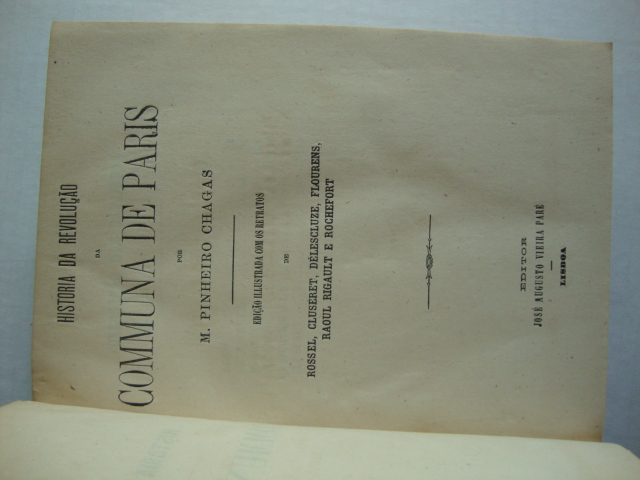 HISTORIA DA REVOLUÇÃO
DA
COMMUNA DE PARIS
POR
M. PINHEIRO CHAGAS
EDIÇÃO ILLUSTRADA COM OS RETRATOS
DE
ROSSEL, CLUSERET, DÉLESCLUZE, FLOURENS,
RAOUL RIGAULT E ROCHEFORT
EDITOR
JOSÉ AUGUSTO VIEIRA PARÉ
LISBOA